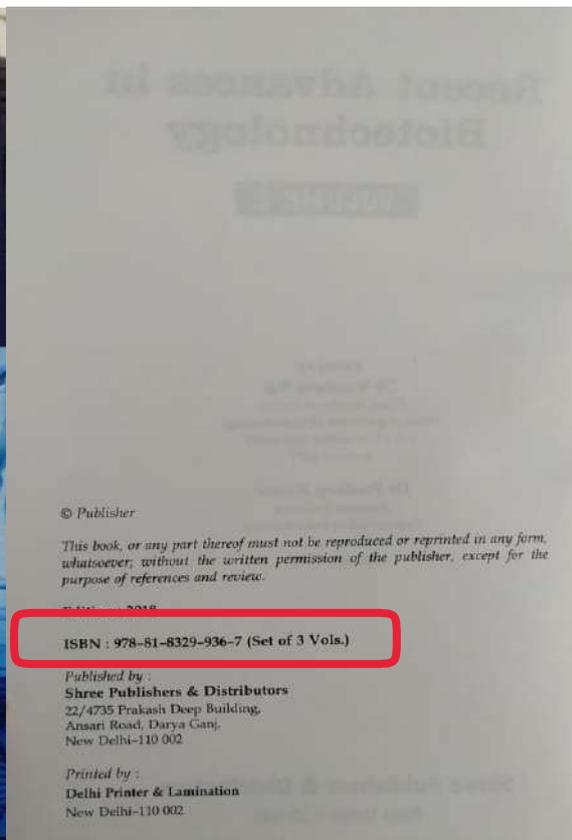 © Publisher
This book, or any part thereof must not be reproduced or reprinted in any form,
whatsoever, without the written permission of the publisher, except for the
purpose of references and review.
2018
ISBN : 978–81–8329–936–7 (Set of 3 Vols.)
Published by :
Shree Publishers & Distributors
22/4735 Prakash Deep Building,
Ansari Road, Darya Ganj,
New Delhi–110 002
Printed by :
Delhi Printer & Lamination
New Delhi–110 002